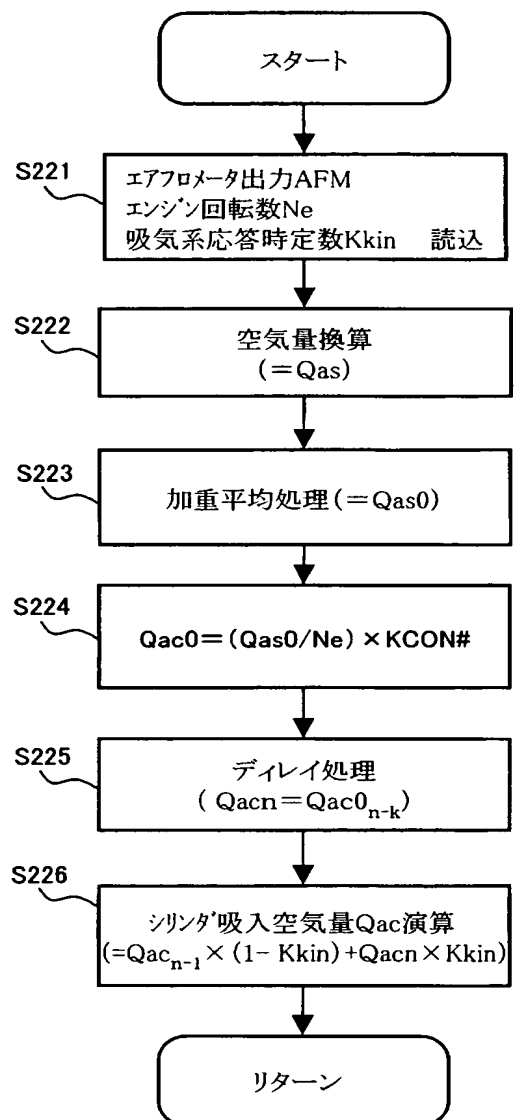 スタート
S221
エアフロメータ出力AFM
エンジン回転数Ne
吸気系応答時定数Kkin 読込
S222
空気量換算
(=Qas)
S223
加重平均処理(=Qas0)
S224
Qac0=(Qas0/Ne)×KCON#
S225
ディレイ処理
( Qacn=Qac0n-k)
S226
シリンダ吸入空気量Qac演算
(=Qacn-1×(1- Kkin)+Qacn×Kkin)
リターン